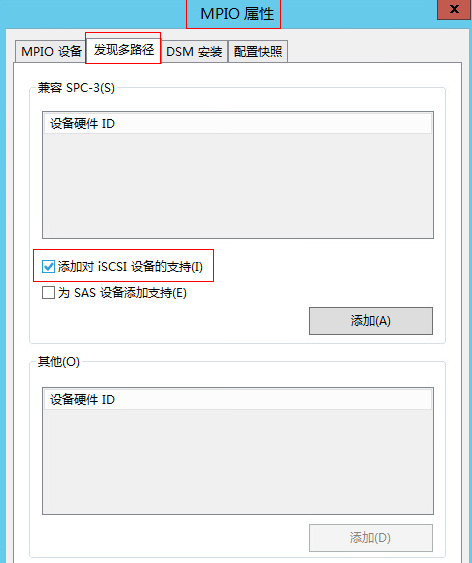 MPIO 属性
x
MPIO 设备 发现多路径 DSM 安装 配置快照
兼容 SPC-3(S)
设备硬件 ID
添加对 iSCSI 设备的支持(I)
为 SAS 设备添加支持(E)
添加(A)
其他(O)
设备硬件 ID
添加(D)